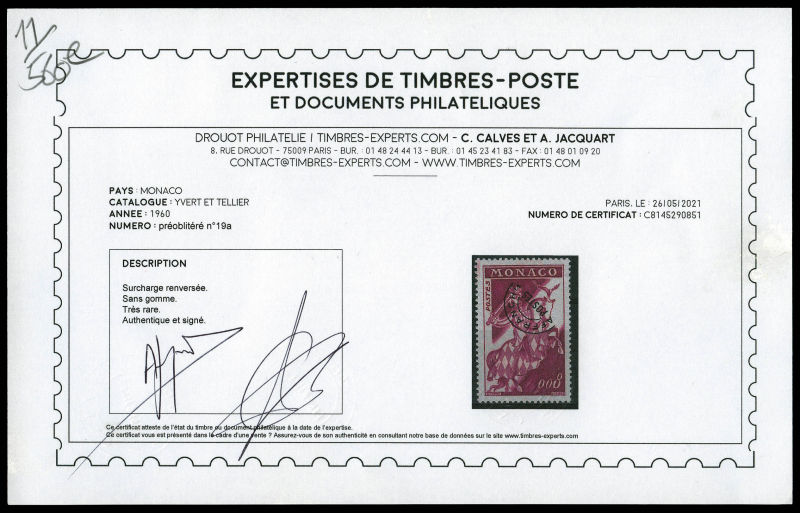 11/
566e
EXPERTISES DE TIMBRES-POSTE
ET DOCUMENTS PHILATELIQUES
DROUOT PHILATELIE I TIMBRES-EXPERTS.COM - C. CALVES ET A. JACQUART
8. RUE DROUOT - 75009 PARIS - BUR. : 01 48 24 44 13 - BUR. : 01 45 23 41 83 - FAX : 01 48 01 09 20
CONTACT@TIMBRES-EXPERTS.COM - WWW.TIMBRES-EXPERTS.COM
PAYS : MONACO
CATALOGUE : YVERT ET TELLIER
ANNEE : 1960
NUMERO : préoblitéré n°19a
PARIS. LE : 26/05/2021
NUMERO DE CERTIFICAT : C8145290851
DESCRIPTION
Surcharge renversée.
Sans gomme.
Très rare.
Authentique et signé.
MONACO
POSTES
Ce certificat atteste de l'état du timbre ou document philatélique à la date de l'expertise.
Ce certificat vous est présenté dans le cadre d'une vente ? Assurez-vous de son authenticité en consultant notre base de données sur le site www.timbres-experts.com